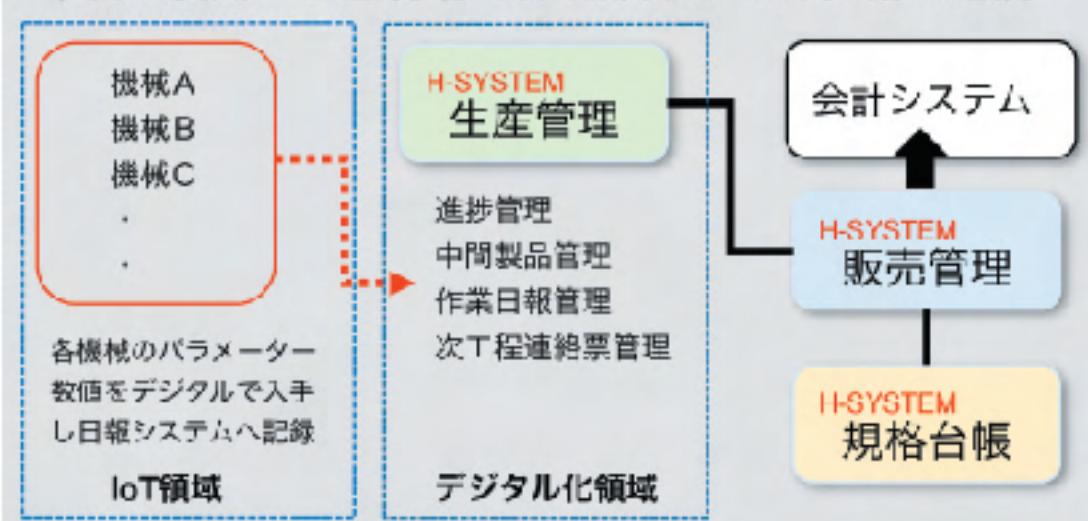 機械A
機械B
機械C
・
・
各機械のパラメーター
数値をデジタルで入手
し日報システムへ記録
IoT領域
H-SYSTEM
生産管理
進捗管理
中間製品管理
作業日報管理
次工程連絡票管理
デジタル化領域
会計システム
H-SYSTEM
販売管理
H-SYSTEM
規格台帳